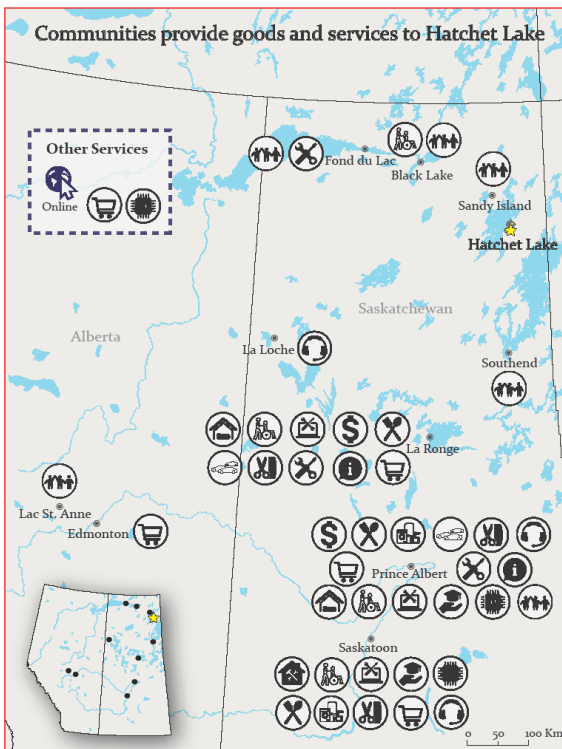 Communities provide goods and services to Hatchet Lake
Other Services
Online
Fond du Lac
Black Lake
Sandy Island
Hatchet Lake
Saskatchewan
Alberta
La Loche
Southend
La Ronge
Lac St. Anne
Edmonton
Prince Albert
Saskatoon
0 50 100 Km